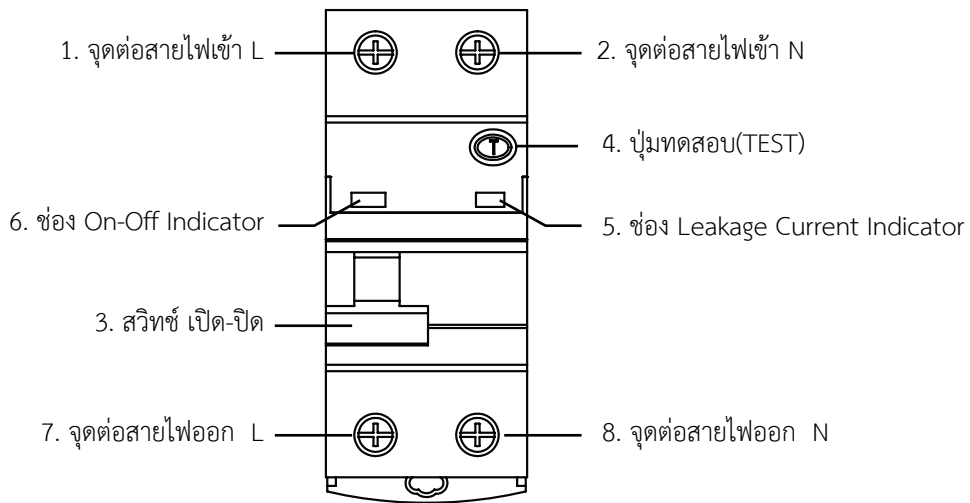 1. จุดต่อสายไฟเข้า L
2. จุดต่อสายไฟเข้า N
T
4. ปุ่มทดสอบ(TEST)
6. ช่อง On-Off Indicator
5. ช่อง Leakage Current Indicator
3. สวิทช์ เปิด-ปิด
7. จุดต่อสายไฟออก L
8. จุดต่อสายไฟออก N